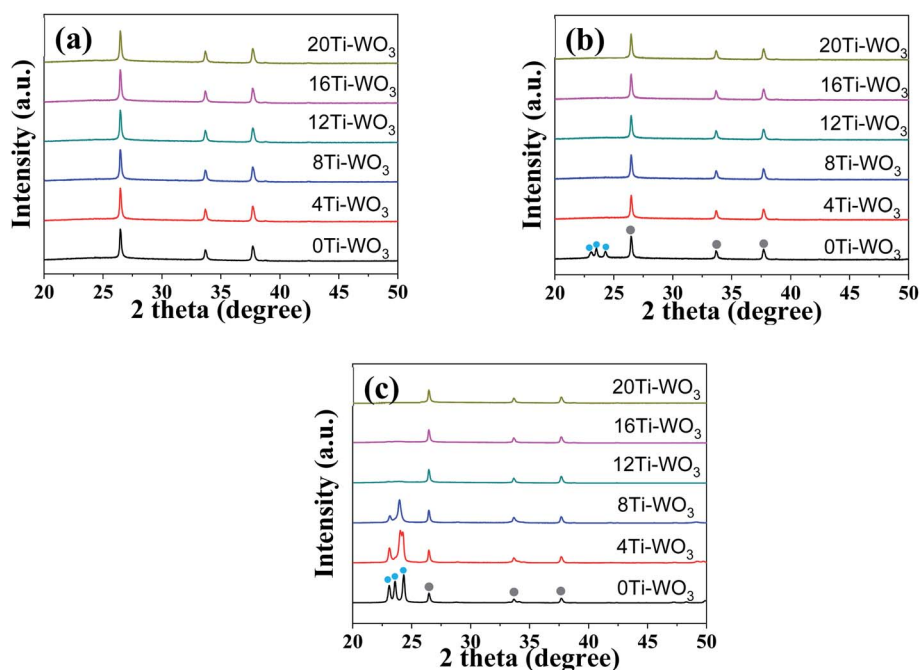 (a)
20Ti-WO3
16Ti-WO3
12Ti-WO3
8Ti-WO3
4Ti-WO3
0Ti-WO3
Intensity (a.u.)
20 25 30 35 40 45 50
2 theta (degree)
(b)
20Ti-WO3
16Ti-WO3
12Ti-WO3
8Ti-WO3
4Ti-WO3
0Ti-WO3
Intensity (a.u.)
20 25 30 35 40 45 50
2 theta (degree)
(c)
20Ti-WO3
16Ti-WO3
12Ti-WO3
8Ti-WO3
4Ti-WO3
0Ti-WO3
Intensity (a.u.)
20 25 30 35 40 45 50
2 theta (degree)